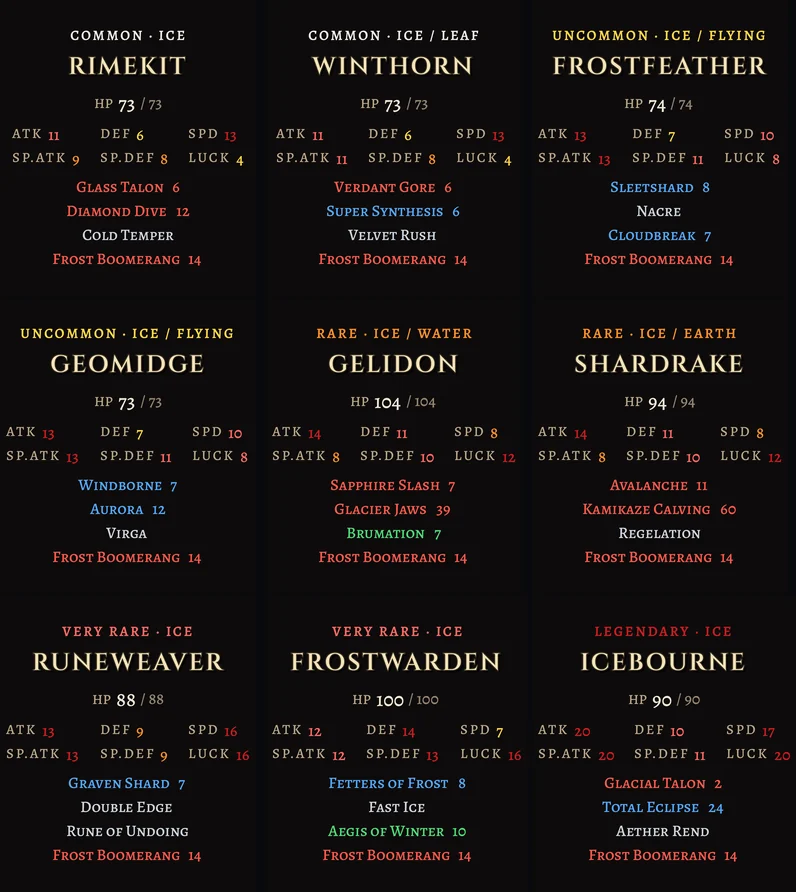 COMMON · ICE
RIMEKIT
HP 73 / 73
ATK 11 DEF 6 SPD 13
SP.ATK 9 SP.DEF 8 LUCK 4
GLASS TALON 6
DIAMOND DIVE 12
COLD TEMPER
FROST BOOMERANG 14
COMMON · ICE / LEAF
WINTHORN
HP 73 / 73
ATK 11 DEF 6 SPD 13
SP.ATK 11 SP.DEF 8 LUCK 4
VERDANT GORE 6
SUPER SYNTHESIS 6
VELVET RUSH
FROST BOOMERANG 14
UNCOMMON · ICE / FLYING
FROSTFEATHER
HP 74 / 74
ATK 13 DEF 7 SPD 10
SP.ATK 13 SP.DEF 11 LUCK 8
SLEETSHARD 8
NACRE
CLOUDBREAK 7
FROST BOOMERANG 14
UNCOMMON · ICE / FLYING
GEOMIDGE
HP 73 / 73
ATK 13 DEF 7 SPD 10
SP.ATK 13 SP.DEF 11 LUCK 8
WINDBORNE 7
AURORA 12
VIRGA
FROST BOOMERANG 14
RARE · ICE / WATER
GELIDON
HP 104 / 104
ATK 14 DEF 11 SPD 8
SP.ATK 8 SP.DEF 10 LUCK 12
SAPPHIRE SLASH 7
GLACIER JAWS 39
BRUMATION 7
FROST BOOMERANG 14
RARE · ICE / EARTH
SHARDRAKE
HP 94 / 94
ATK 14 DEF 11 SPD 8
SP.ATK 8 SP.DEF 10 LUCK 12
AVALANCHE 11
KAMIKAZE CALVING 60
REGELATION
FROST BOOMERANG 14
VERY RARE · ICE
RUNEWEAVER
HP 88 / 88
ATK 13 DEF 9 SPD 16
SP.ATK 13 SP.DEF 9 LUCK 16
GRAVEN SHARD 7
DOUBLE EDGE
RUNE OF UNDOING
FROST BOOMERANG 14
VERY RARE · ICE
FROSTWARDEN
HP 100 / 100
ATK 12 DEF 14 SPD 7
SP.ATK 12 SP.DEF 13 LUCK 16
FETTERS OF FROST 8
FAST ICE
AEGIS OF WINTER 10
FROST BOOMERANG 14
LEGENDARY · ICE
ICEBOURNE
HP 90 / 90
ATK 20 DEF 10 SPD 17
SP.ATK 20 SP.DEF 11 LUCK 20
GLACIAL TALON 2
TOTAL ECLIPSE 24
AETHER REND
FROST BOOMERANG 14